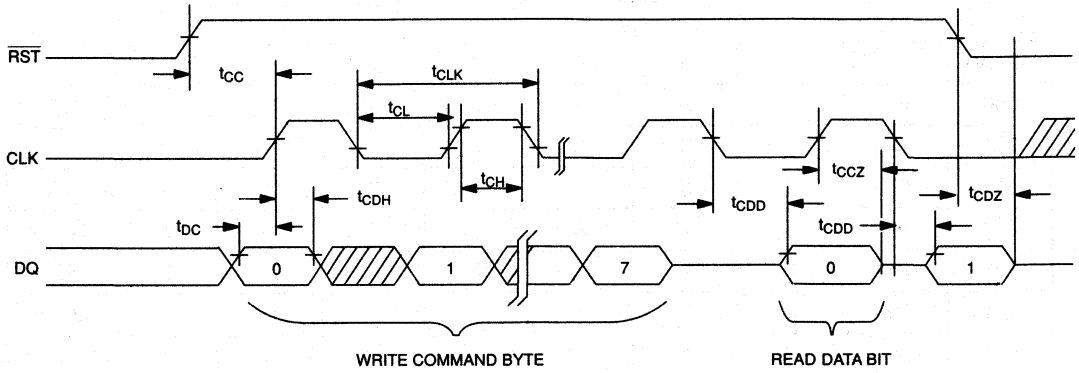 RST
tCC
tCLK
tCL
CLK
tCH
tCCZ
tCDH
tCDD
tCDZ
tDC
tCDD
DQ
0
1
7
0
1
WRITE COMMAND BYTE
READ DATA BIT